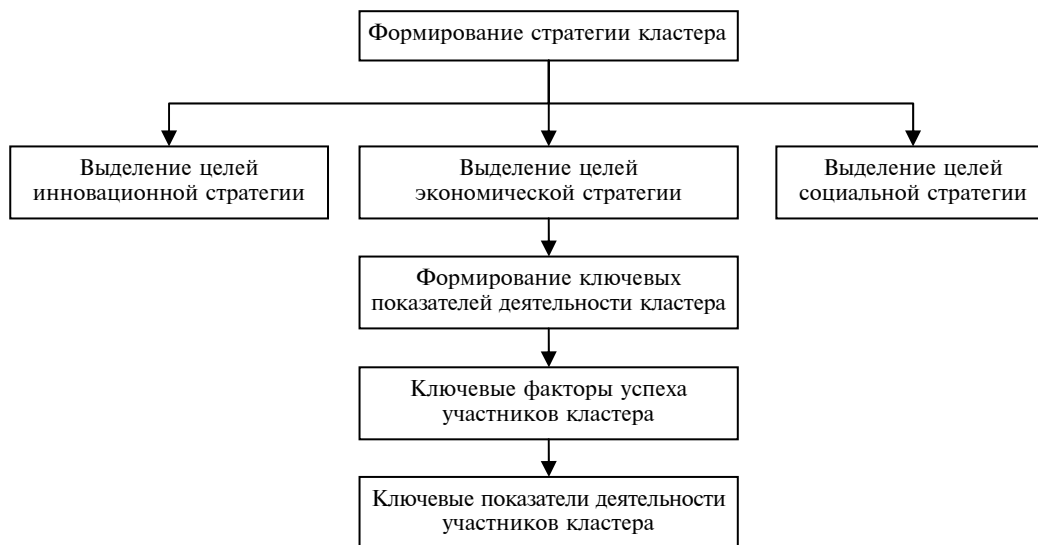 Формирование стратегии кластера
Выделение целей
инновационной стратегии
Выделение целей
экономической стратегии
Выделение целей
социальной стратегии
Формирование ключевых
показателей деятельности кластера
Ключевые факторы успеха
участников кластера
Ключевые показатели деятельности
участников кластера